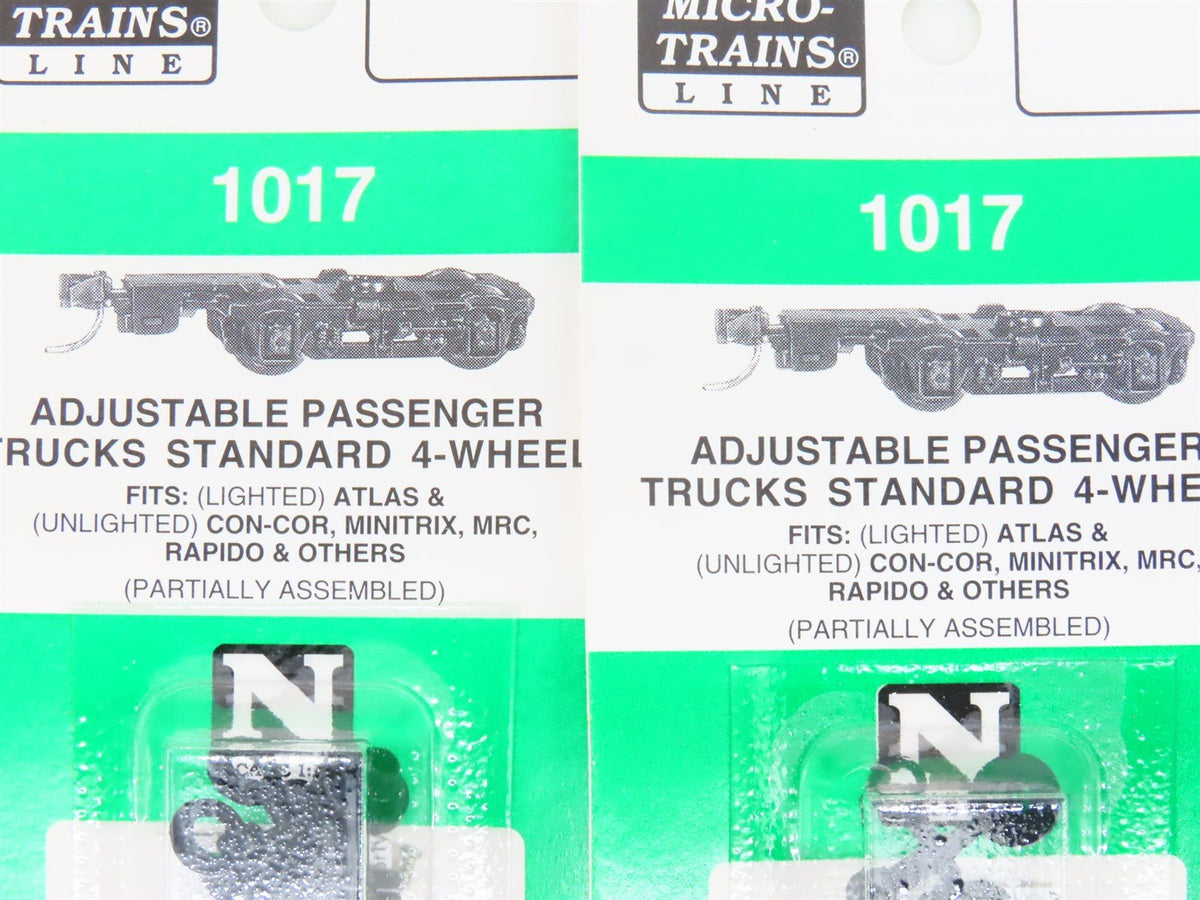 TRAINS®
LINE
1017
ADJUSTABLE PASSENGER
TRUCKS STANDARD 4-WHEEL
FITS: (LIGHTED) ATLAS &
(UNLIGHTED) CON-COR, MINITRIX, MRC,
RAPIDO & OTHERS
(PARTIALLY ASSEMBLED)
N
MICRO-
TRAINS®
LINE
1017
ADJUSTABLE PASSENGER
TRUCKS STANDARD 4-WHE
FITS: (LIGHTED) ATLAS &
(UNLIGHTED) CON-COR, MINITRIX, MRC,
RAPIDO & OTHERS
(PARTIALLY ASSEMBLED)
N